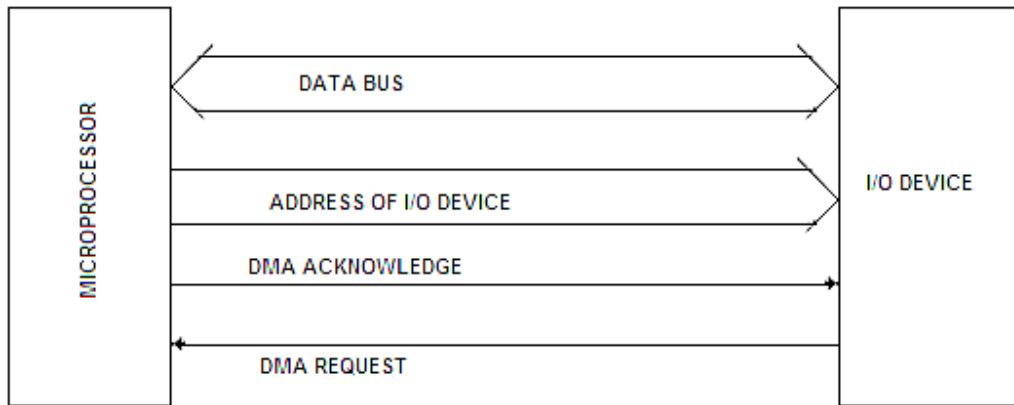 MICROPROCESSOR
DATA BUS
ADDRESS OF I/O DEVICE
DMA ACKNOWLEDGE
DMA REQUEST
I/O DEVICE